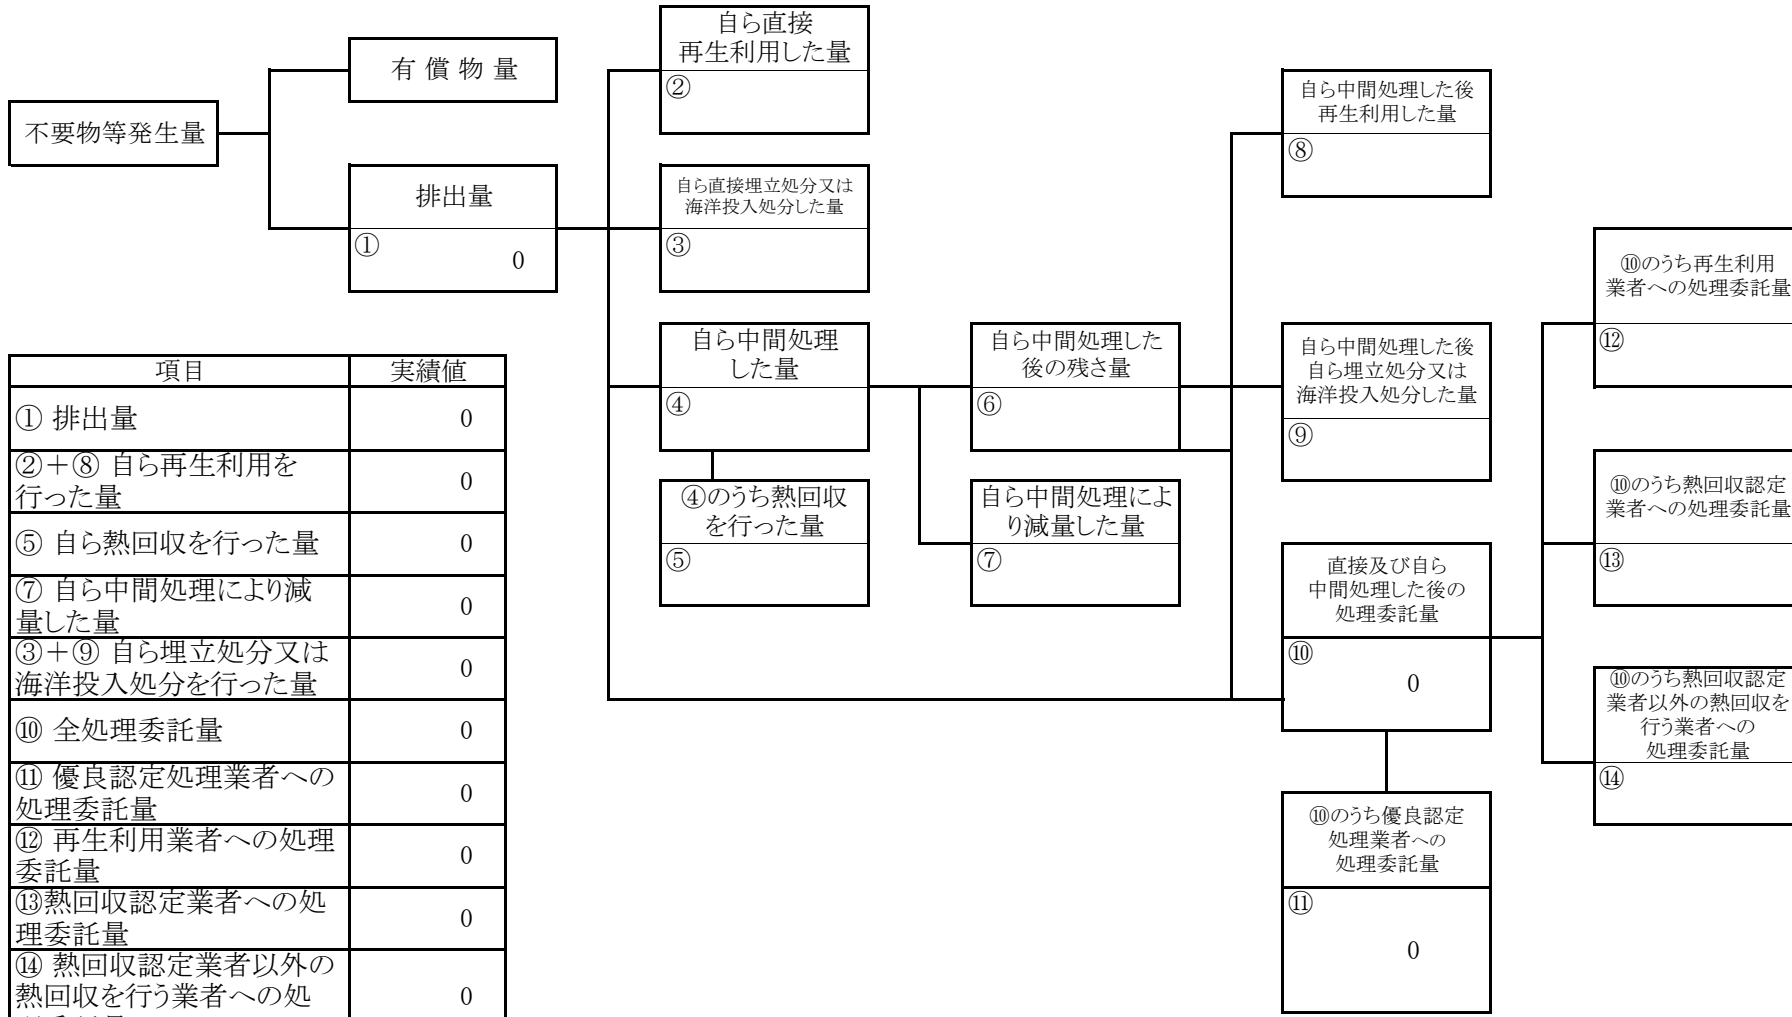 不要物等発生量
有 償 物 量
排出量
①
0
自ら直接
再生利用した量
②
自ら直接埋立処分又は
海洋投入処分した量
③
自ら中間処理
した量
④
④のうち熱回収
を行った量
⑤
自ら中間処理した
後の残さ量
⑥
自ら中間処理によ
り減量した量
⑦
自ら中間処理した後
再生利用した量
⑧
自ら中間処理した後
自ら埋立処分又は
海洋投入処分した量
⑨
直接及び自ら
中間処理した後の
処理委託量
⑩
0
⑩のうち優良認定
処理業者への
処理委託量
⑪
0
⑩のうち再生利用
業者への処理委託量
⑫
⑩のうち熱回収認定
業者への処理委託量
⑬
⑩のうち熱回収認定
業者以外の熱回収を
行う業者への
処理委託量
⑭
項目 実績値
① 排出量 0
②＋⑧ 自ら再生利用を
行った量 0
⑤ 自ら熱回収を行った量 0
⑦ 自ら中間処理により減
量した量 0
③＋⑨ 自ら埋立処分又は
海洋投入処分を行った量 0
⑩ 全処理委託量 0
⑪ 優良認定処理業者への
処理委託量 0
⑫ 再生利用業者への処理
委託量 0
⑬熱回収認定業者への処
理委託量 0
⑭ 熱回収認定業者以外の
熱回収を行う業者への処 0